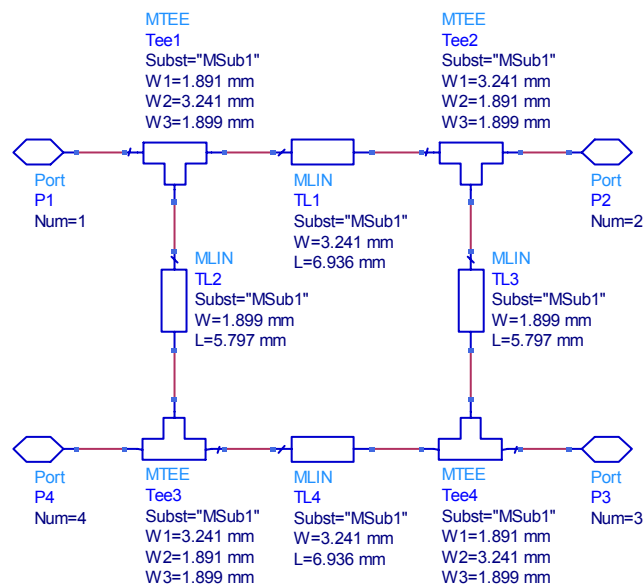 MTEE
Tee1
Subst="MSub1"
W1=1.891 mm
W2=3.241 mm
W3=1.899 mm
MTEE
Tee2
Subst="MSub1"
W1=3.241 mm
W2=1.891 mm
W3=1.899 mm
Port
P1
Num=1
MLIN
TL1
Subst="MSub1"
W=3.241 mm
L=6.936 mm
Port
P2
Num=2
MLIN
TL2
Subst="MSub1"
W=1.899 mm
L=5.797 mm
MLIN
TL3
Subst="MSub1"
W=1.899 mm
L=5.797 mm
Port
P4
Num=4
MTEE
Tee3
Subst="MSub1"
W1=3.241 mm
W2=1.891 mm
W3=1.899 mm
MLIN
TL4
Subst="MSub1"
W=3.241 mm
L=6.936 mm
MTEE
Tee4
Subst="MSub1"
W1=1.891 mm
W2=3.241 mm
W3=1.899 mm
Port
P3
Num=3